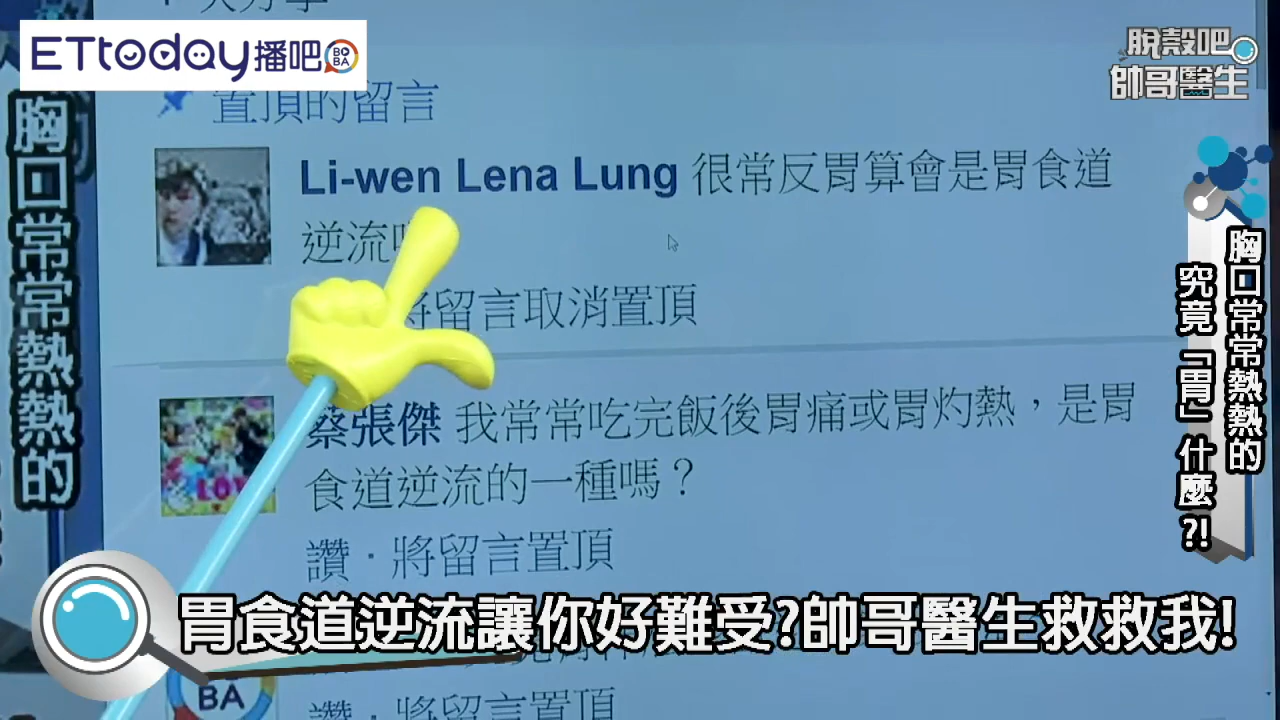 ETtoday播吧
BOBA
脫殼吧
帥哥醫生
胸口常常熱熱的
置頂的留言
Li-wen Lena Lung 很常反胃算會是胃食道
逆流
將留言取消置頂
蔡張傑 我常常吃完飯後胃痛或胃灼熱，是胃
食道逆流的一種嗎？
讚．將留言置頂
胸口常常熱熱的
究竟「胃」什麼?!
胃食道逆流讓你好難受?帥哥醫生救救我!
BA
讚．將留言置頂
LOV